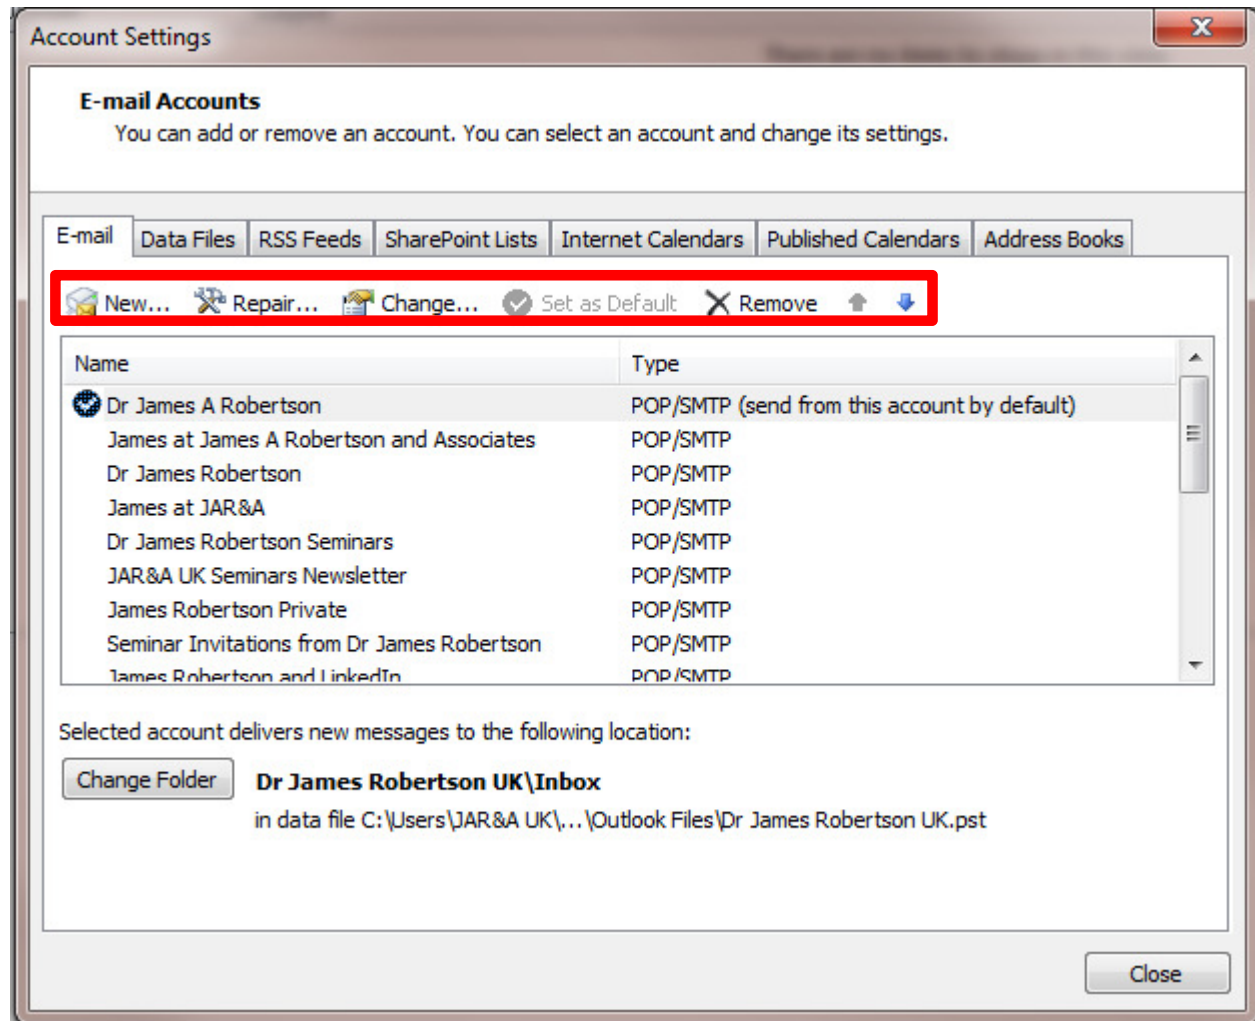 Account Settings
E-mail Accounts
You can add or remove an account. You can select an account and change its settings.
E-mail Data Files RSS Feeds SharePoint Lists Internet Calendars Published Calendars Address Books
New... Repair... Change... Set as Default Remove
Name Type
Dr James A Robertson POP/SMTP (send from this account by default)
James at James A Robertson and Associates POP/SMTP
Dr James Robertson POP/SMTP
James at JAR&A POP/SMTP
Dr James Robertson Seminars POP/SMTP
JAR&A UK Seminars Newsletter POP/SMTP
James Robertson Private POP/SMTP
Seminar Invitations from Dr James Robertson POP/SMTP
James Robertson and LinkedIn POP/SMTP
Selected account delivers new messages to the following location:
Change Folder Dr James Robertson UK\Inbox
in data file C:\Users\JAR&A UK\...\Outlook Files\Dr James Robertson UK.pst
Close